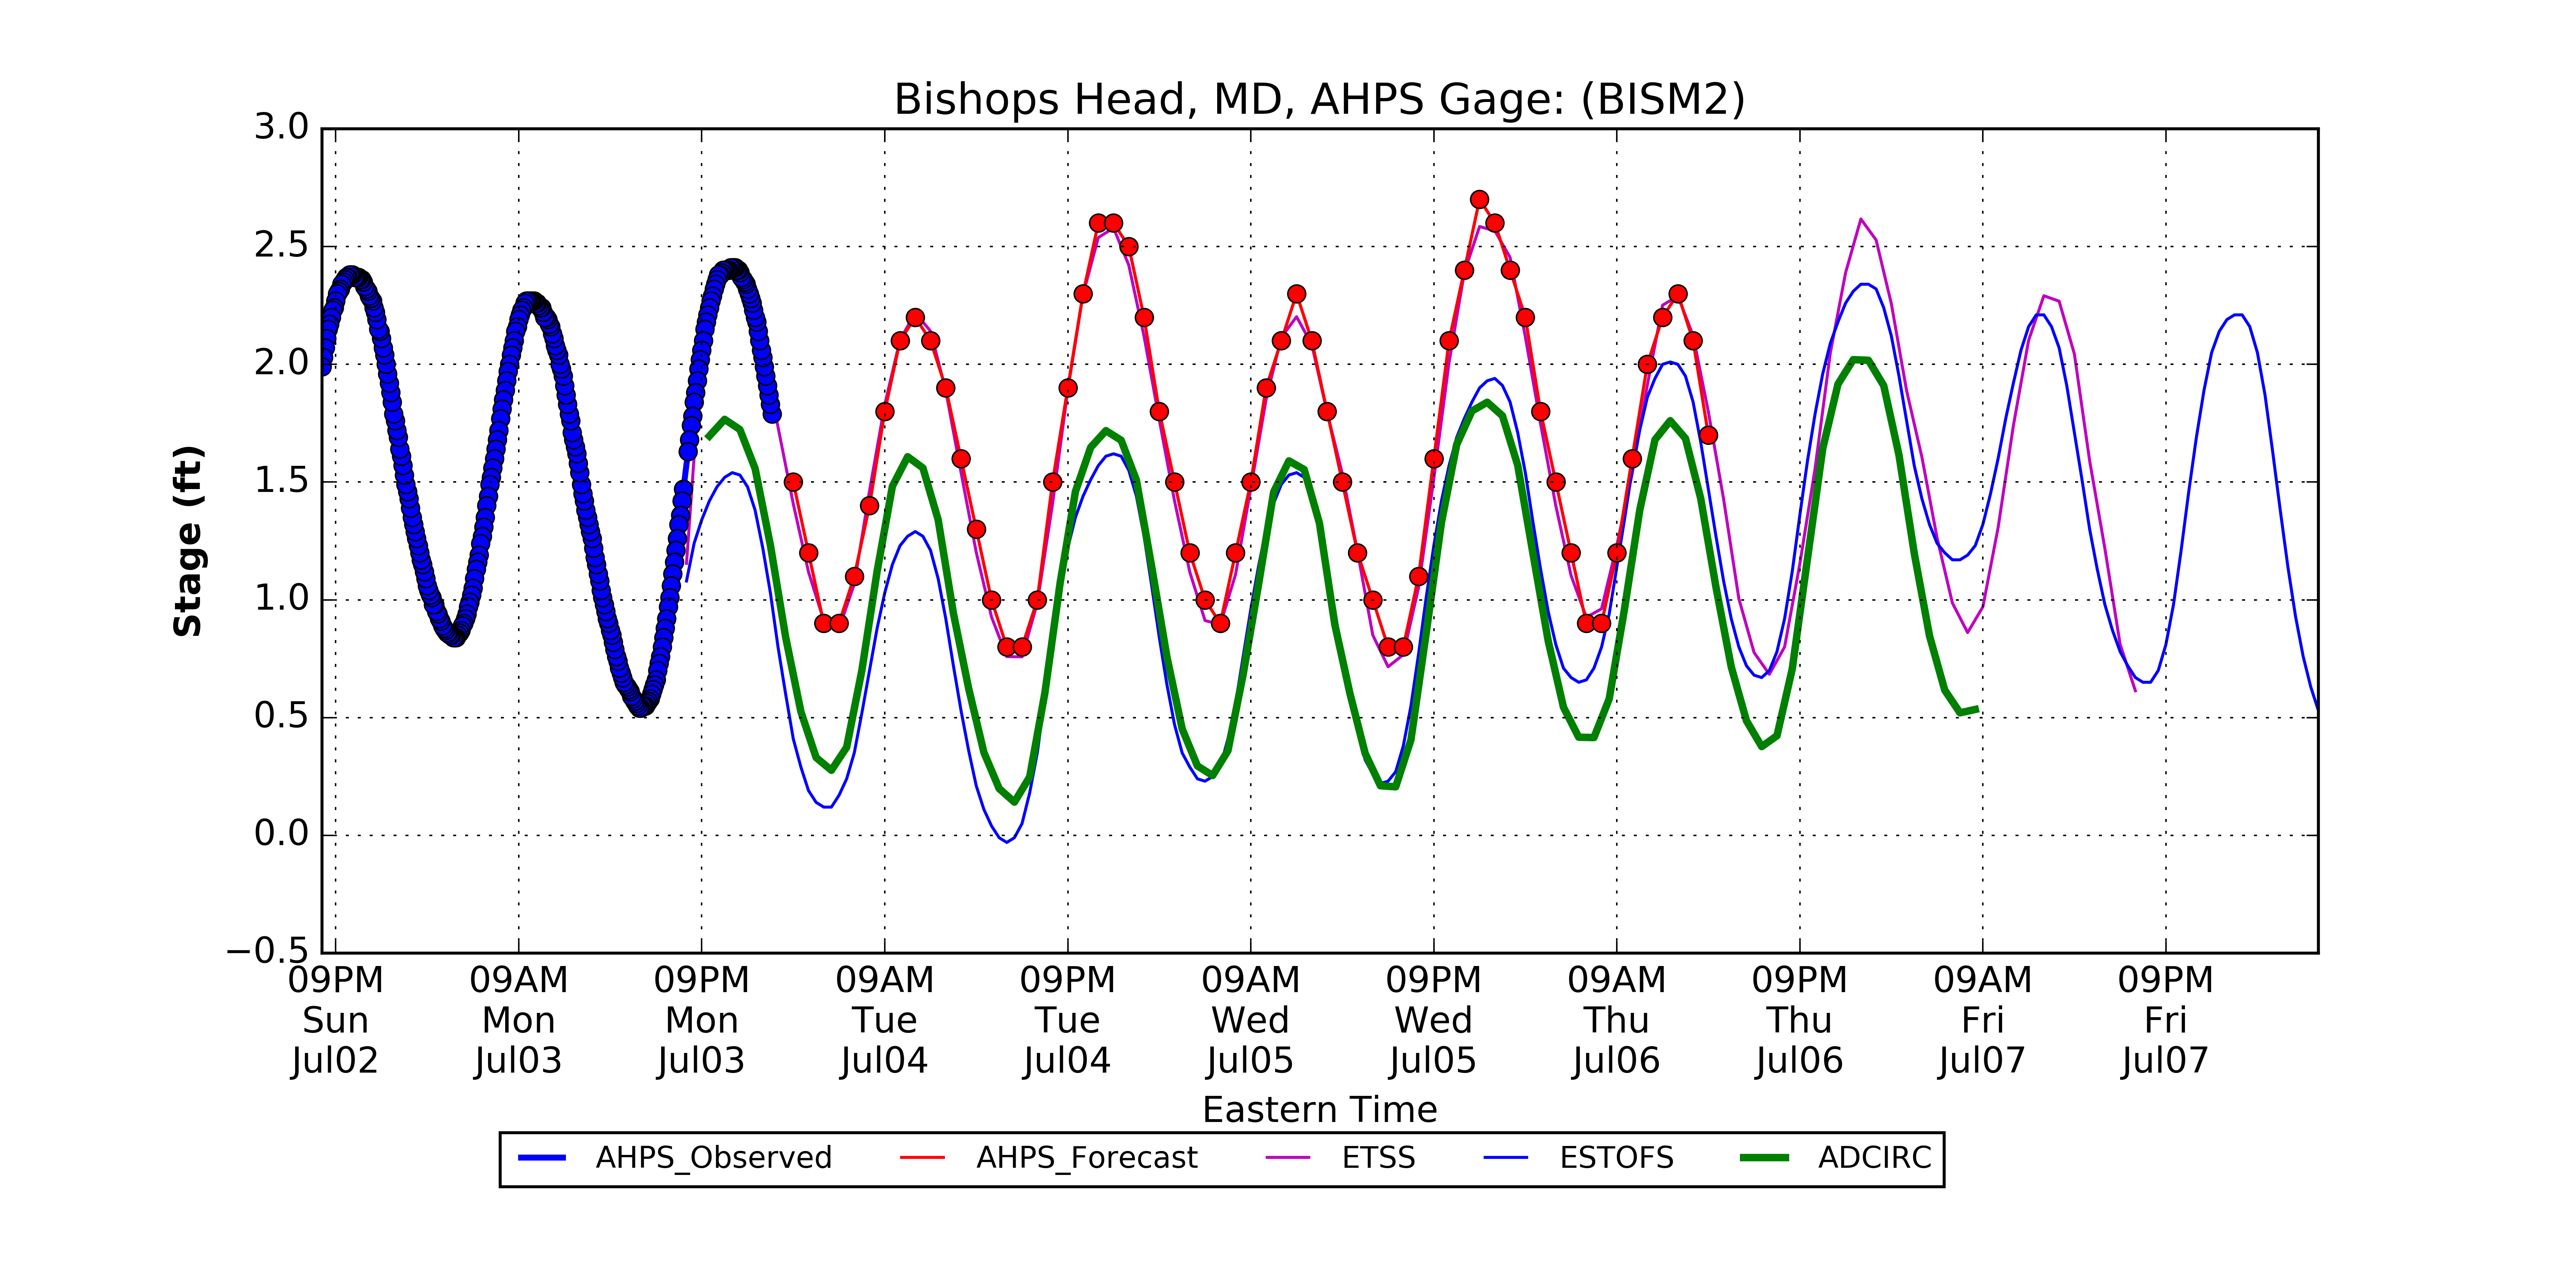 Bishops Head, MD, AHPS Gage: (BISM2)
3.0
2.5
2.0
1.5
1.0
0.5
0.0
−0.5
Stage (ft)
09PM 09AM 09PM 09AM 09PM 09AM 09PM 09AM 09PM 09AM 09PM
Sun Mon Mon Tue Tue Wed Wed Thu Thu Fri Fri
Jul02 Jul03 Jul03 Jul04 Jul04 Jul05 Jul05 Jul06 Jul06 Jul07 Jul07
Eastern Time
AHPS_Observed AHPS_Forecast ETSS ESTOFS ADCIRC